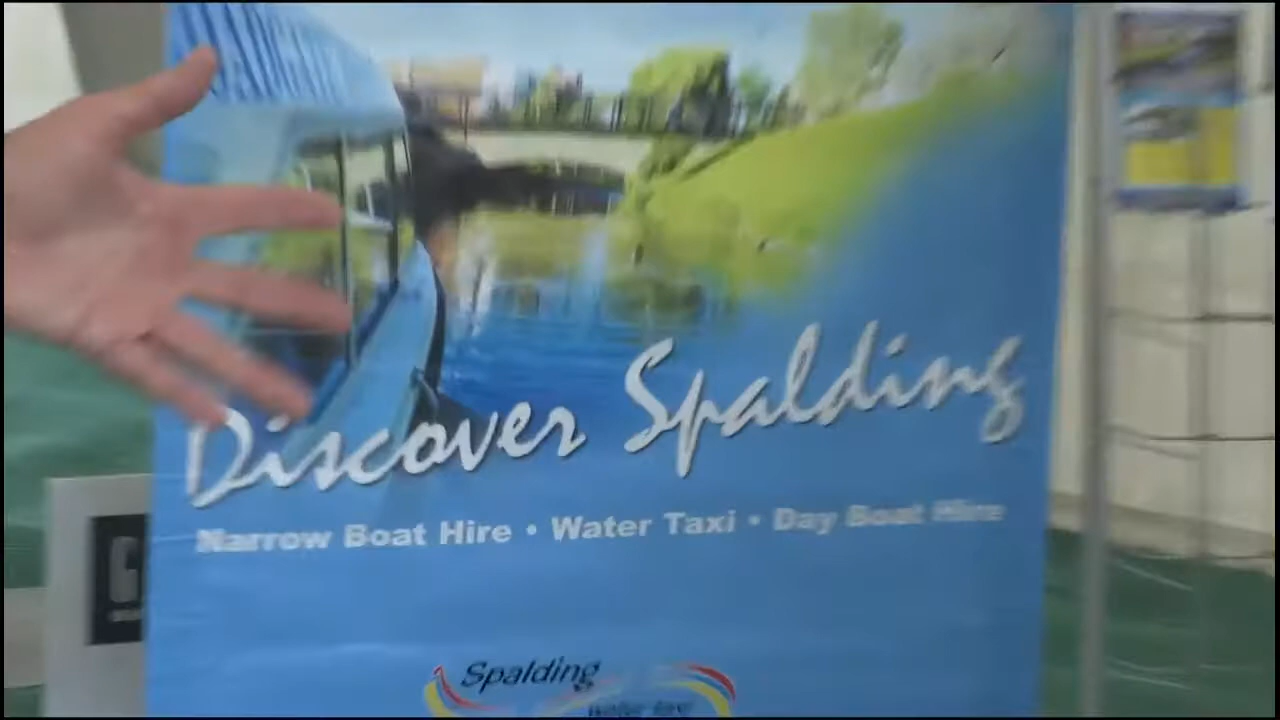 Discover Spalding
Narrow Boat Hire • Water Taxi • Day Boat Hire
Spalding
water taxi